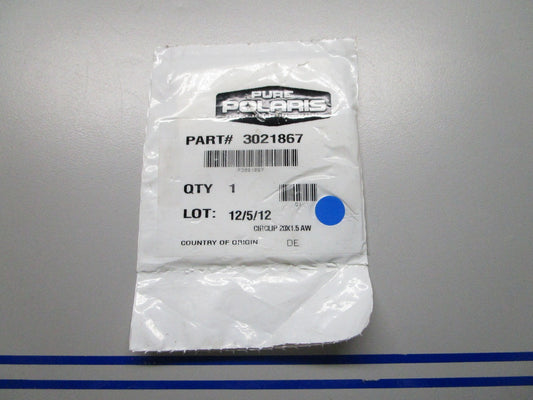 PURE
POLARIS
PART# 3021867
QTY 1
LOT: 12/5/12
CIRCLIP 20X1.5 AW
COUNTRY OF ORIGIN DE